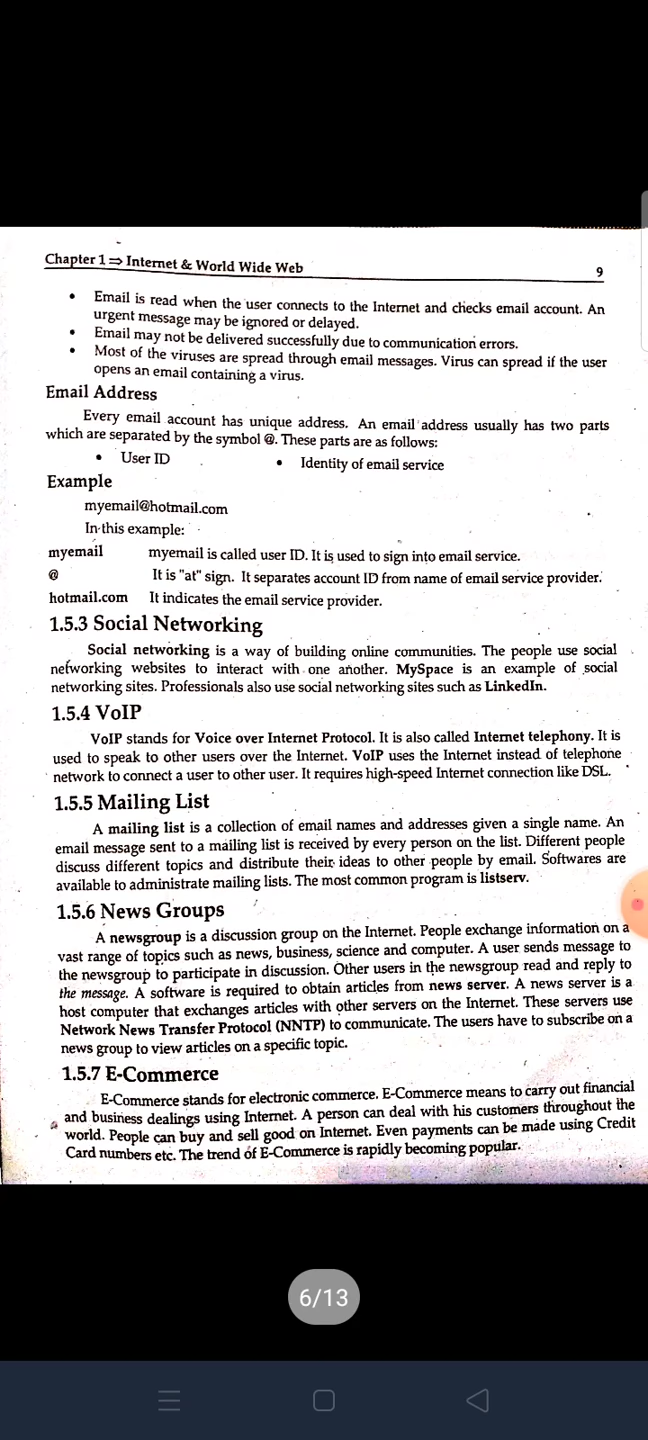 Chapter 1 ⇒ Internet & World Wide Web 9
• Email is read when the user connects to the Internet and checks email account. An
urgent message may be ignored or delayed.
• Email may not be delivered successfully due to communication errors.
• Most of the viruses are spread through email messages. Virus can spread if the user
opens an email containing a virus.
Email Address
Every email account has unique address. An email address usually has two parts
which are separated by the symbol @. These parts are as follows:
• User ID • Identity of email service
Example
myemail@hotmail.com
In this example:
myemail myemail is called user ID. It is used to sign into email service.
@ It is "at" sign. It separates account ID from name of email service provider.
hotmail.com It indicates the email service provider.
1.5.3 Social Networking
Social networking is a way of building online communities. The people use social
networking websites to interact with one another. MySpace is an example of social
networking sites. Professionals also use social networking sites such as LinkedIn.
1.5.4 VoIP
VoIP stands for Voice over Internet Protocol. It is also called Internet telephony. It is
used to speak to other users over the Internet. VoIP uses the Internet instead of telephone
network to connect a user to other user. It requires high-speed Internet connection like DSL.
1.5.5 Mailing List
A mailing list is a collection of email names and addresses given a single name. An
email message sent to a mailing list is received by every person on the list. Different people
discuss different topics and distribute their ideas to other people by email. Softwares are
available to administrate mailing lists. The most common program is listserv.
1.5.6 News Groups
A newsgroup is a discussion group on the Internet. People exchange information on a
vast range of topics such as news, business, science and computer. A user sends message to
the newsgroup to participate in discussion. Other users in the newsgroup read and reply to
the message. A software is required to obtain articles from news server. A news server is a
host computer that exchanges articles with other servers on the Internet. These servers use
Network News Transfer Protocol (NNTP) to communicate. The users have to subscribe on a
news group to view articles on a specific topic.
1.5.7 E-Commerce
E-Commerce stands for electronic commerce. E-Commerce means to carry out financial
and business dealings using Internet. A person can deal with his customers throughout the
world. People can buy and sell good on Internet. Even payments can be made using Credit
Card numbers etc. The trend of E-Commerce is rapidly becoming popular.
6/13